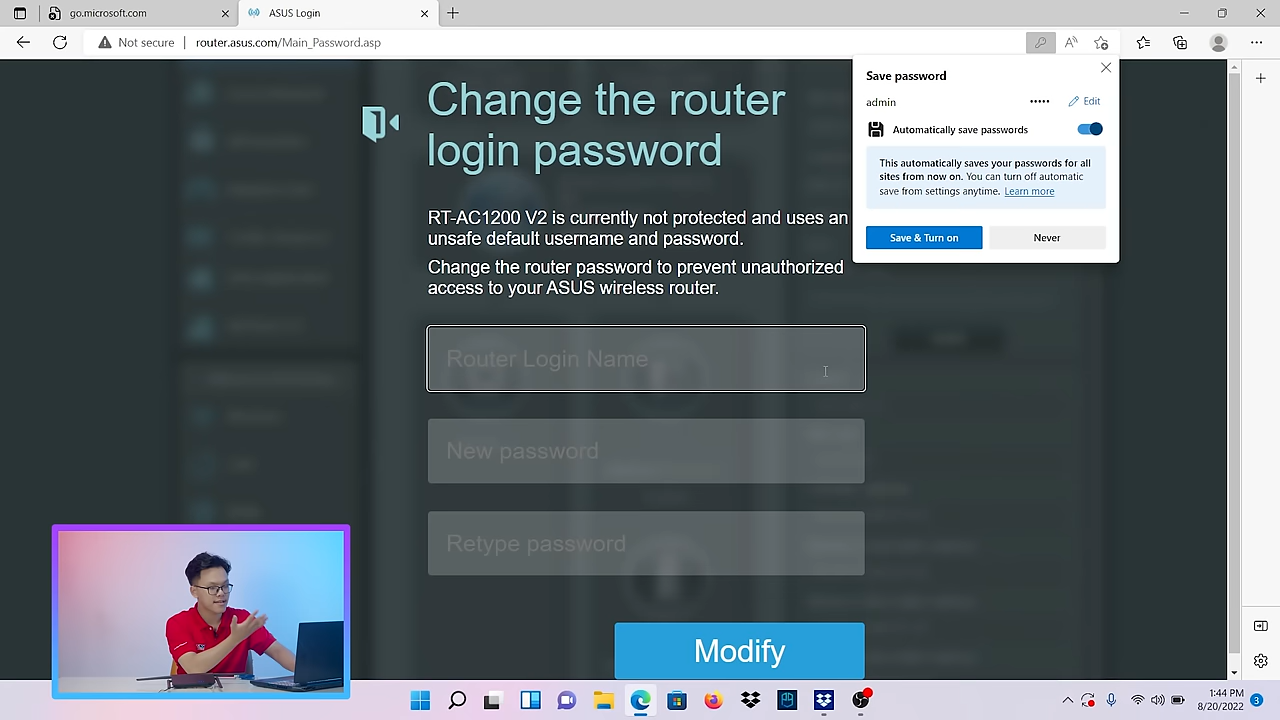 go.microsoft.com
ASUS Login
Not secure
router.asus.com/Main_Password.asp
Change the router
login password
RT-AC1200 V2 is currently not protected and uses an
unsafe default username and password.
Change the router password to prevent unauthorized
access to your ASUS wireless router.
Router Login Name
New password
Retype password
Modify
Save password
admin
•••••
Edit
Automatically save passwords
This automatically saves your passwords for all
sites from now on. You can turn off automatic
save from settings anytime. Learn more
Save & Turn on
Never
1:44 PM
8/20/2022
3